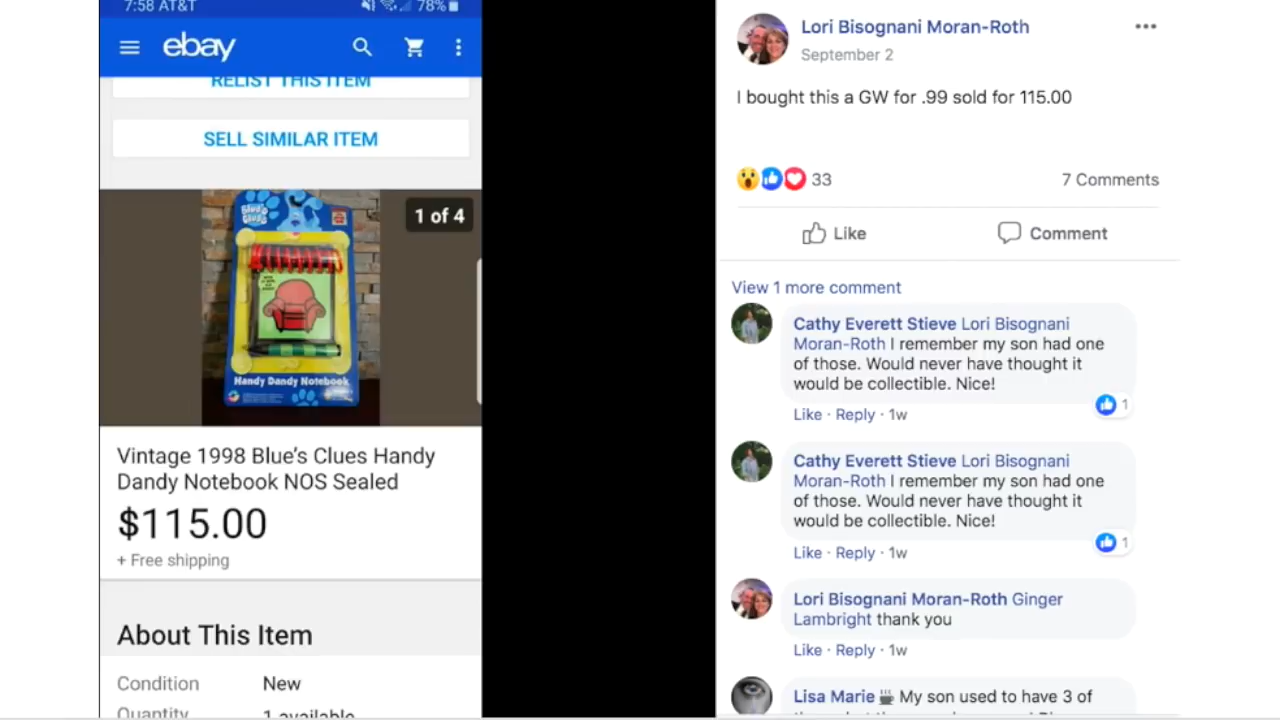 7:58 AT&T 78%
ebay
RELIST THIS ITEM
SELL SIMILAR ITEM
1 of 4
Blue's
Clues
Handy Dandy Notebook
Vintage 1998 Blue's Clues Handy
Dandy Notebook NOS Sealed
$115.00
+ Free shipping
About This Item
Condition New
Quantity 1 available
Lori Bisognani Moran-Roth
September 2
I bought this a GW for .99 sold for 115.00
33
7 Comments
Like
Comment
View 1 more comment
Cathy Everett Stieve Lori Bisognani
Moran-Roth I remember my son had one
of those. Would never have thought it
would be collectible. Nice!
1
Like · Reply · 1w
Cathy Everett Stieve Lori Bisognani
Moran-Roth I remember my son had one
of those. Would never have thought it
would be collectible. Nice!
1
Like · Reply · 1w
Lori Bisognani Moran-Roth Ginger
Lambright thank you
Like · Reply · 1w
Lisa Marie ☕ My son used to have 3 of